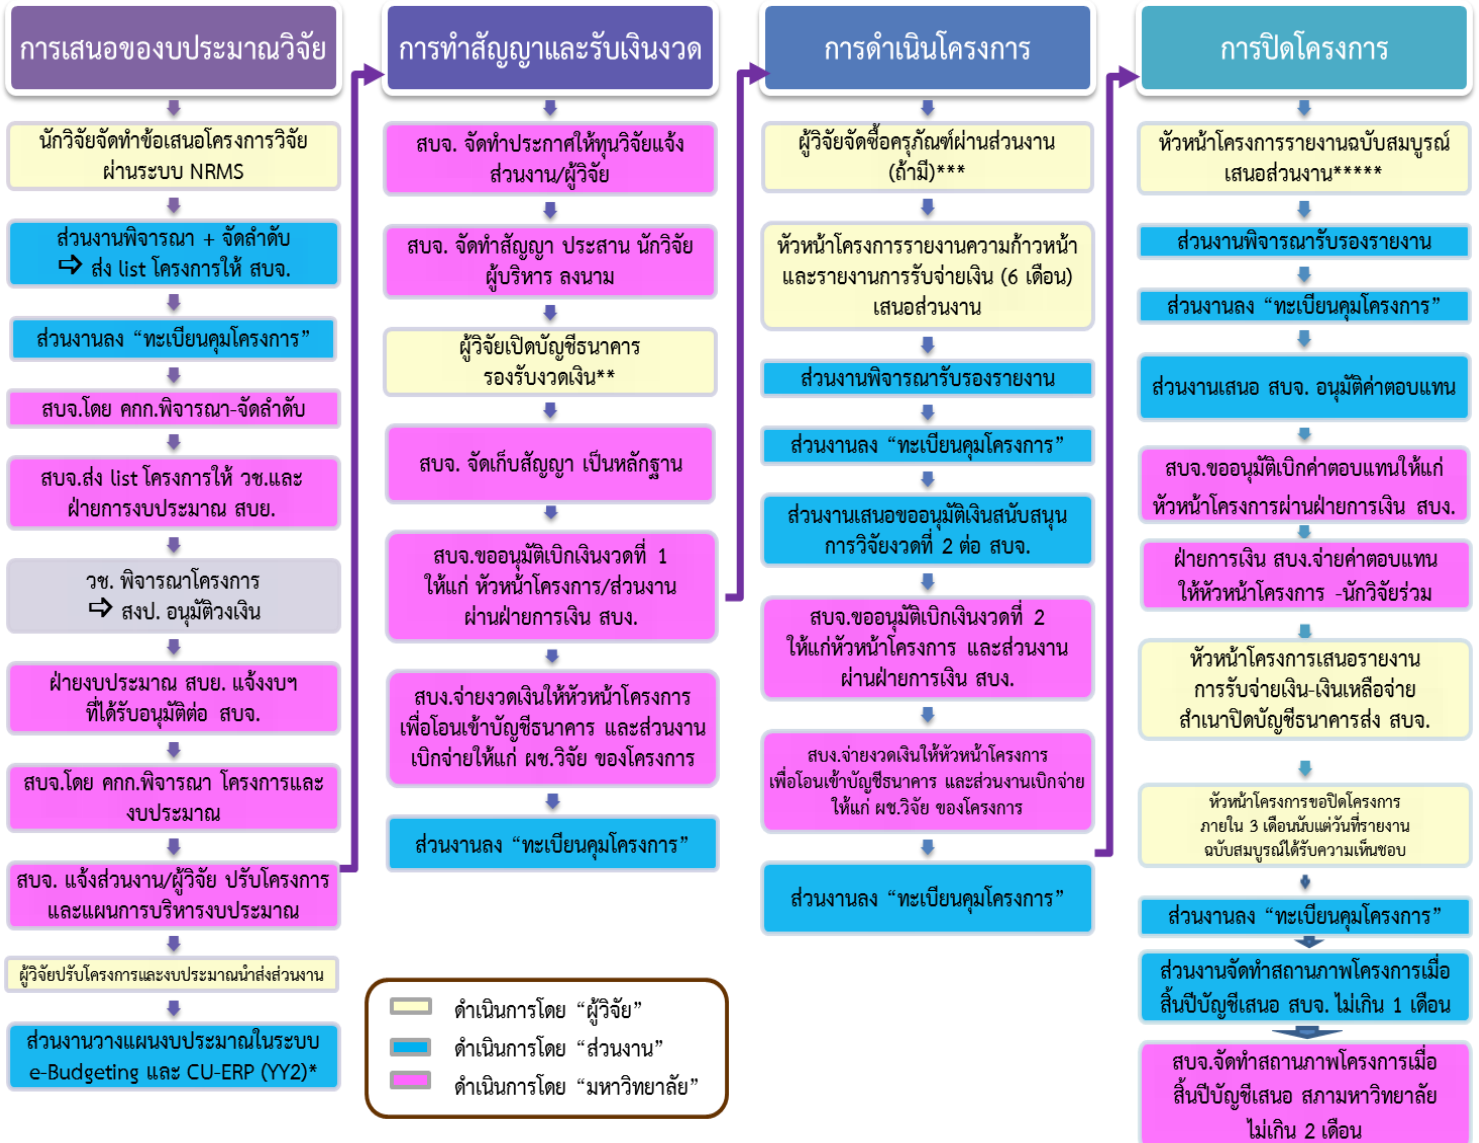 การเสนอของบประมาณวิจัย
นักวิจัยจัดทำข้อเสนอโครงการวิจัย
ผ่านระบบ NRMS
ส่วนงานพิจารณา + จัดลำดับ
⇨ ส่ง list โครงการให้ สบจ.
ส่วนงานลง “ทะเบียนคุมโครงการ”
สบจ.โดย คกก.พิจารณา-จัดลำดับ
สบจ.ส่ง list โครงการให้ วช.และ
ฝ่ายการงบประมาณ สบย.
วช. พิจารณาโครงการ
⇨ สงป. อนุมัติวงเงิน
ฝ่ายงบประมาณ สบย. แจ้งงบฯ
ที่ได้รับอนุมัติต่อ สบจ.
สบจ.โดย คกก.พิจารณา โครงการและ
งบประมาณ
สบจ. แจ้งส่วนงาน/ผู้วิจัย ปรับโครงการ
และแผนการบริหารงบประมาณ
ผู้วิจัยปรับโครงการและงบประมาณนำส่งส่วนงาน
ส่วนงานวางแผนงบประมาณในระบบ
e-Budgeting และ CU-ERP (YY2)*
การทำสัญญาและรับเงินงวด
สบจ. จัดทำประกาศให้ทุนวิจัยแจ้ง
ส่วนงาน/ผู้วิจัย
สบจ. จัดทำสัญญา ประสาน นักวิจัย
ผู้บริหาร ลงนาม
ผู้วิจัยเปิดบัญชีธนาคาร
รองรับงวดเงิน**
สบจ. จัดเก็บสัญญา เป็นหลักฐาน
สบจ.ขออนุมัติเบิกเงินงวดที่ 1
ให้แก่ หัวหน้าโครงการ/ส่วนงาน
ผ่านฝ่ายการเงิน สบง.
สบง.จ่ายงวดเงินให้หัวหน้าโครงการ
เพื่อโอนเข้าบัญชีธนาคาร และส่วนงาน
เบิกจ่ายให้แก่ ผช.วิจัย ของโครงการ
ส่วนงานลง “ทะเบียนคุมโครงการ”
การดำเนินโครงการ
ผู้วิจัยจัดซื้อครุภัณฑ์ผ่านส่วนงาน
(ถ้ามี)***
หัวหน้าโครงการรายงานความก้าวหน้า
และรายงานการรับจ่ายเงิน (6 เดือน)
เสนอส่วนงาน
ส่วนงานพิจารณารับรองรายงาน
ส่วนงานลง “ทะเบียนคุมโครงการ”
ส่วนงานเสนอขออนุมัติเงินสนับสนุน
การวิจัยงวดที่ 2 ต่อ สบจ.
สบจ.ขออนุมัติเบิกเงินงวดที่ 2
ให้แก่หัวหน้าโครงการ และส่วนงาน
ผ่านฝ่ายการเงิน สบง.
สบง.จ่ายงวดเงินให้หัวหน้าโครงการ
เพื่อโอนเข้าบัญชีธนาคาร และส่วนงานเบิกจ่าย
ให้แก่ ผช.วิจัย ของโครงการ
ส่วนงานลง “ทะเบียนคุมโครงการ”
การปิดโครงการ
หัวหน้าโครงการรายงานฉบับสมบูรณ์
เสนอส่วนงาน*****
ส่วนงานพิจารณารับรองรายงาน
ส่วนงานลง “ทะเบียนคุมโครงการ”
ส่วนงานเสนอ สบจ. อนุมัติค่าตอบแทน
สบจ.ขออนุมัติเบิกค่าตอบแทนให้แก่
หัวหน้าโครงการผ่านฝ่ายการเงิน สบง.
ฝ่ายการเงิน สบง.จ่ายค่าตอบแทน
ให้หัวหน้าโครงการ -นักวิจัยร่วม
หัวหน้าโครงการเสนอรายงาน
การรับจ่ายเงิน-เงินเหลือจ่าย
สำเนาปิดบัญชีธนาคารส่ง สบจ.
หัวหน้าโครงการขอปิดโครงการ
ภายใน 3 เดือนนับแต่วันที่รายงาน
ฉบับสมบูรณ์ได้รับความเห็นชอบ
ส่วนงานลง “ทะเบียนคุมโครงการ”
ส่วนงานจัดทำสถานภาพโครงการเมื่อ
สิ้นปีบัญชีเสนอ สบจ. ไม่เกิน 1 เดือน
สบจ.จัดทำสถานภาพโครงการเมื่อ
สิ้นปีบัญชีเสนอ สภามหาวิทยาลัย
ไม่เกิน 2 เดือน
ดำเนินการโดย “ผู้วิจัย”
ดำเนินการโดย “ส่วนงาน”
ดำเนินการโดย “มหาวิทยาลัย”